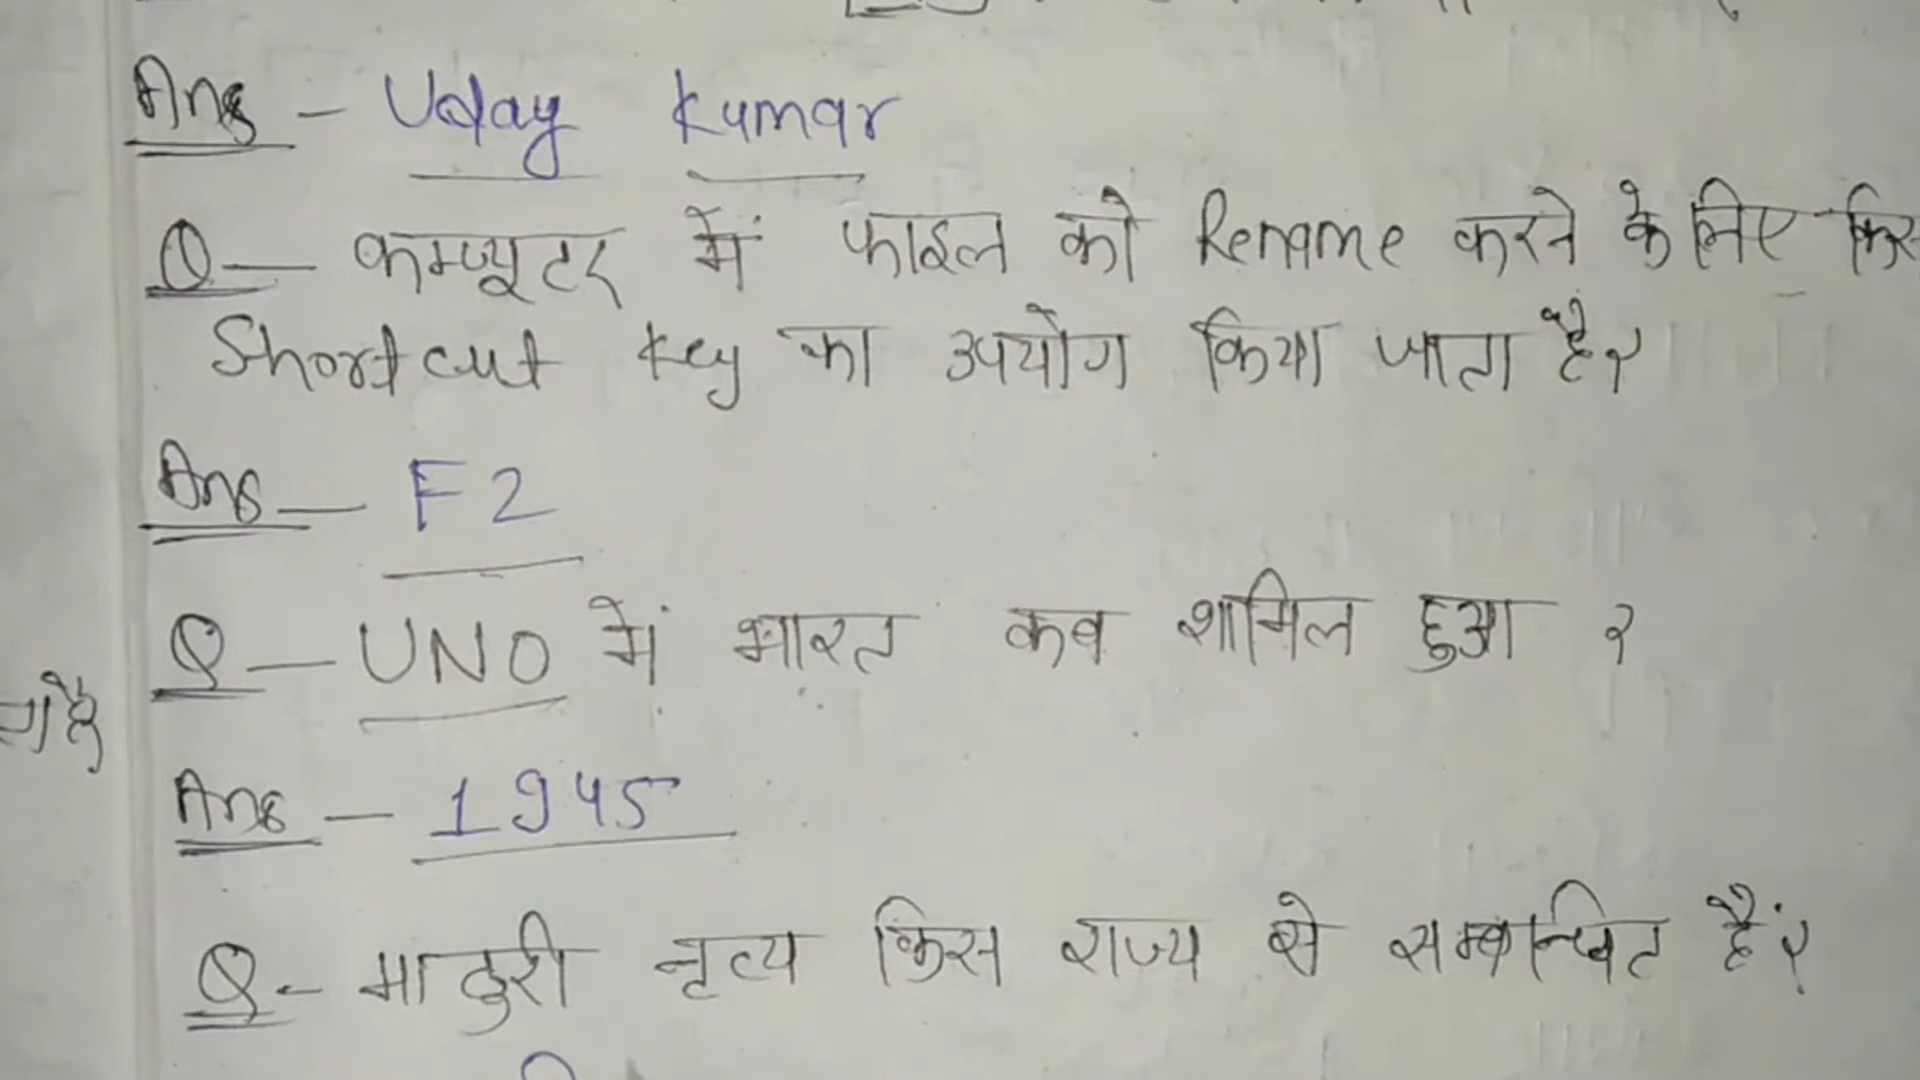 Ans - Uday Kumar
Q - कम्प्यूटर में फाइल को Rename करने के लिए किस
Shortcut Key का उपयोग किया जाता है?
Ans - F2
Q - UNO में भारत कब शामिल हुआ ?
Ans - 1945
Q - मादुरी नृत्य किस राज्य से सम्बन्धित हैं?